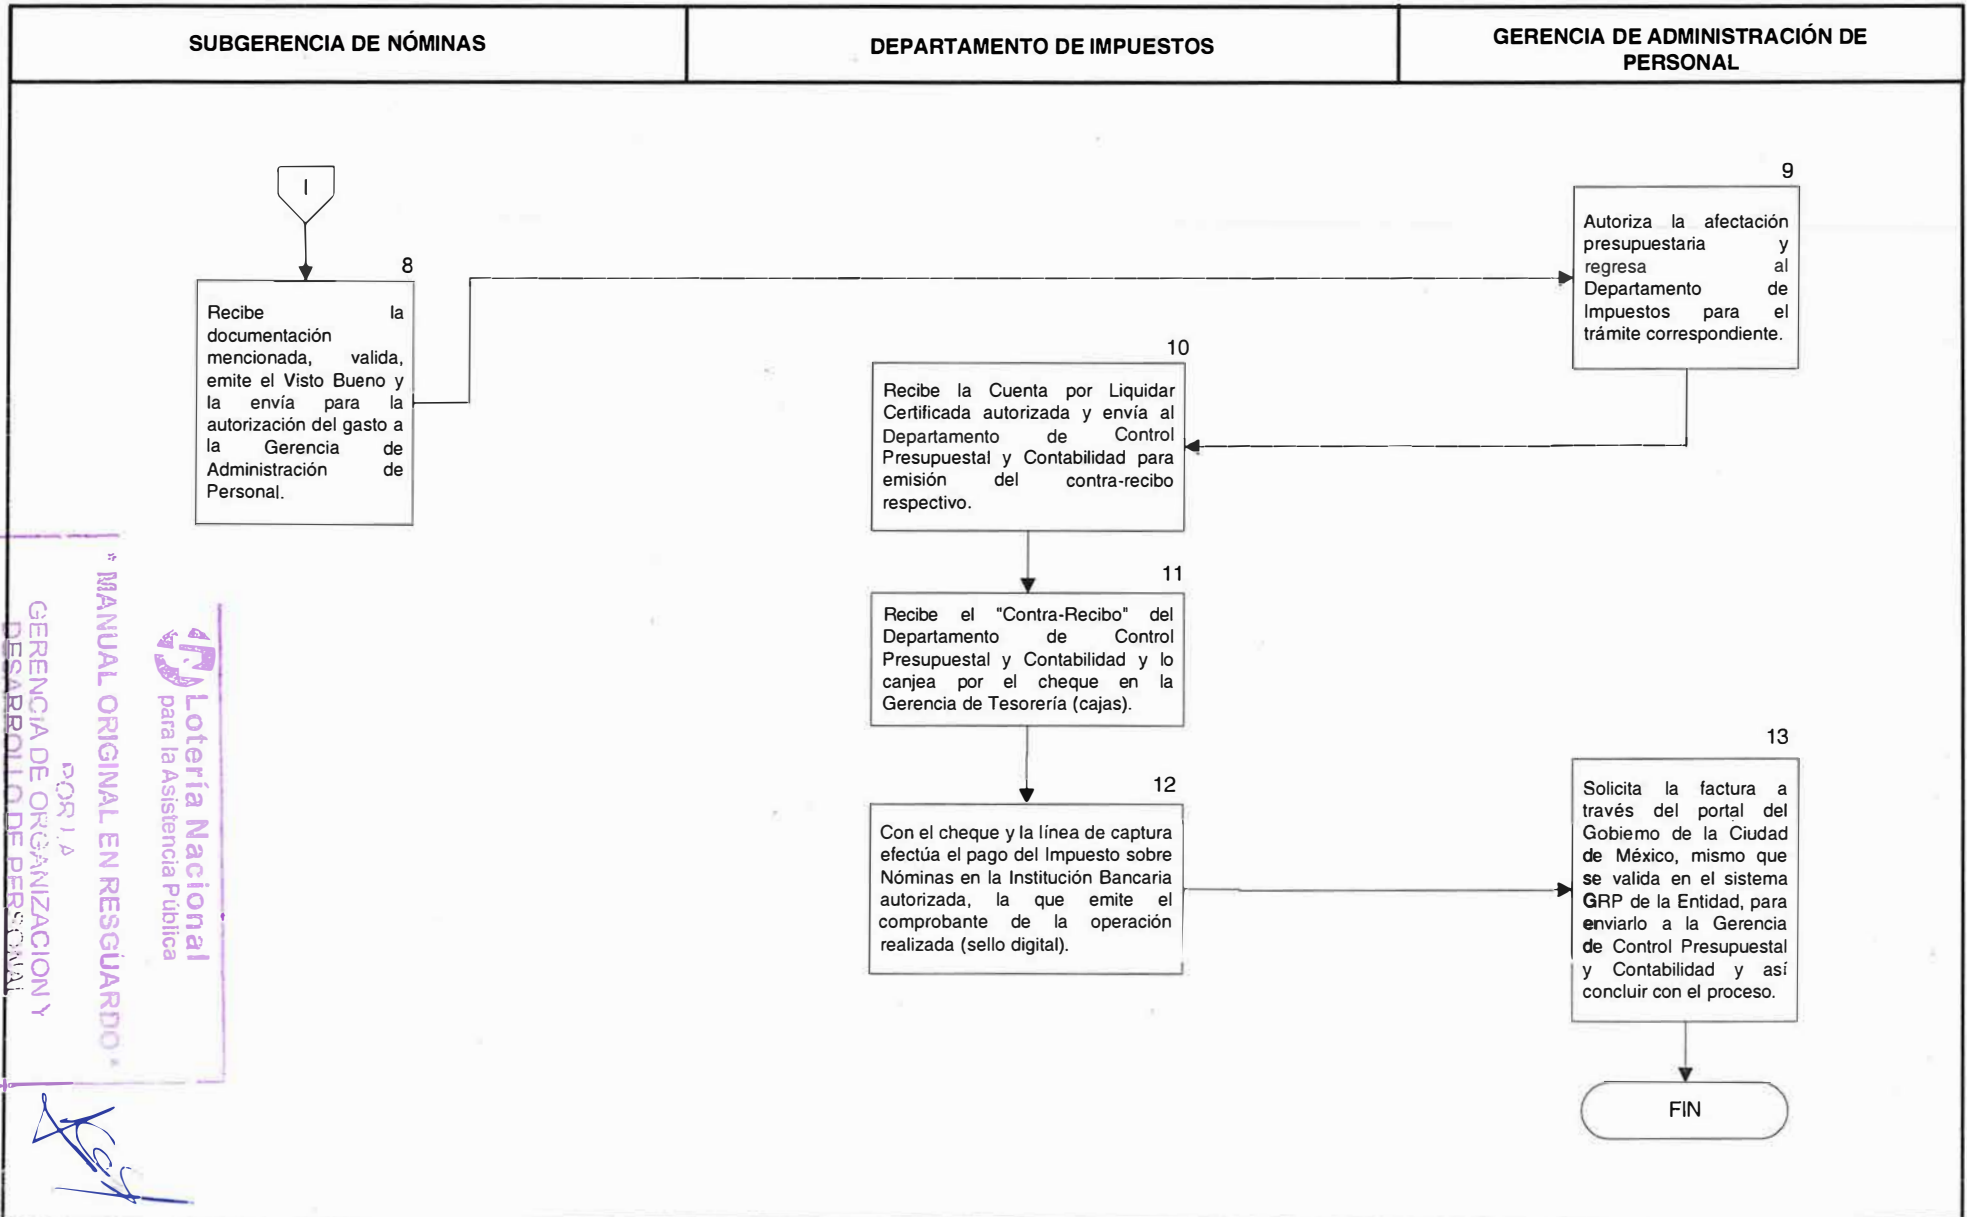 SUBGERENCIA DE NÓMINAS
DEPARTAMENTO DE IMPUESTOS
GERENCIA DE ADMINISTRACIÓN DE
PERSONAL
I
8
Recibe la
documentación
mencionada, valida,
emite el Visto Bueno y
la envía para la
autorización del gasto a
la Gerencia de
Administración de
Personal.
9
Autoriza la afectación
presupuestaria y
regresa al
Departamento de
Impuestos para el
trámite correspondiente.
10
Recibe la Cuenta por Liquidar
Certificada autorizada y envía al
Departamento de Control
Presupuestal y Contabilidad para
emisión del contra-recibo
respectivo.
11
Recibe el "Contra-Recibo" del
Departamento de Control
Presupuestal y Contabilidad y lo
canjea por el cheque en la
Gerencia de Tesorería (cajas).
12
Con el cheque y la línea de captura
efectúa el pago del Impuesto sobre
Nóminas en la Institución Bancaria
autorizada, la que emite el
comprobante de la operación
realizada (sello digital).
13
Solicita la factura a
través del portal del
Gobierno de la Ciudad
de México, mismo que
se valida en el sistema
GRP de la Entidad, para
enviarlo a la Gerencia
de Control Presupuestal
y Contabilidad y así
concluir con el proceso.
FIN
Lotería Nacional
para la Asistencia Pública
"MANUAL ORIGINAL EN RESGUARDO"
POR LA
GERENCIA DE ORGANIZACION Y
DESARROLLO DE PERSONAL